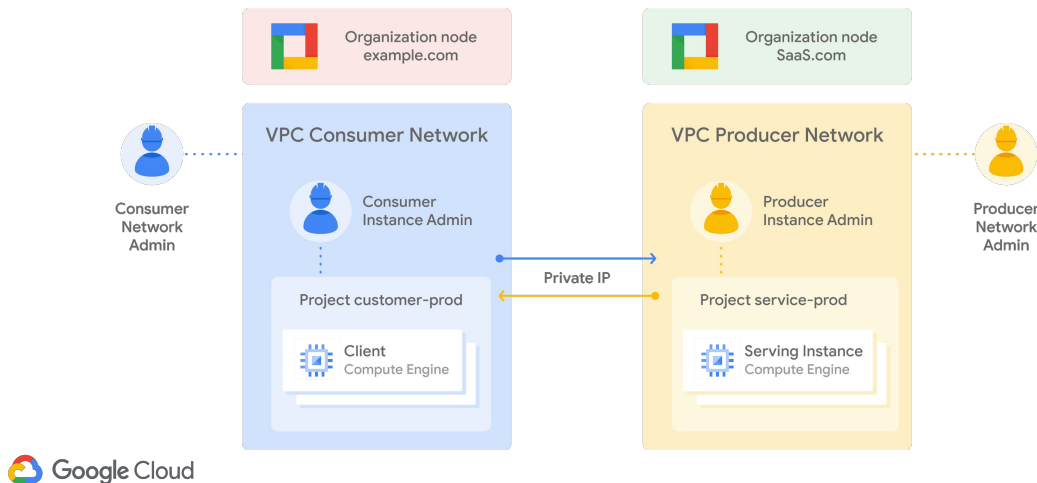 Organization node
example.com
Organization node
SaaS.com
VPC Consumer Network
VPC Producer Network
Consumer
Network
Admin
Consumer
Instance Admin
Producer
Instance Admin
Producer
Network
Admin
Private IP
Project customer-prod
Project service-prod
Client
Compute Engine
Serving Instance
Compute Engine
Google Cloud